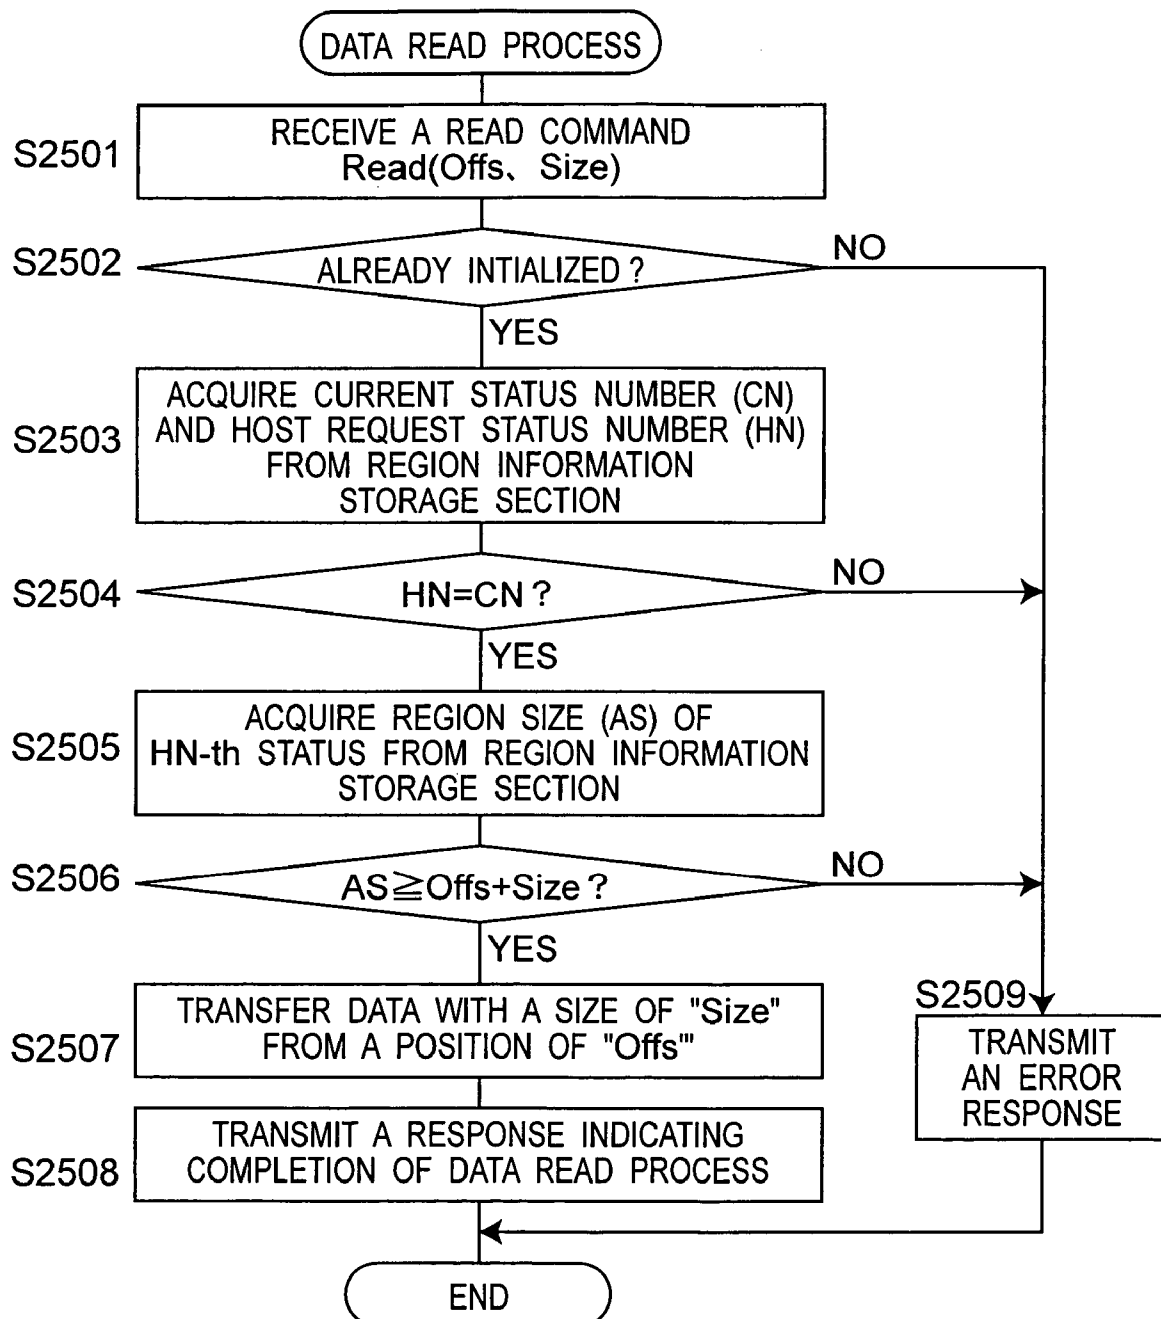 DATA READ PROCESS
S2501
RECEIVE A READ COMMAND
Read(Offs、Size)
S2502
ALREADY INTIALIZED?
NO
YES
S2503
ACQUIRE CURRENT STATUS NUMBER (CN)
AND HOST REQUEST STATUS NUMBER (HN)
FROM REGION INFORMATION
STORAGE SECTION
S2504
HN=CN?
NO
YES
S2505
ACQUIRE REGION SIZE (AS) OF
HN-th STATUS FROM REGION INFORMATION
STORAGE SECTION
S2506
AS≧Offs+Size?
NO
YES
S2507
TRANSFER DATA WITH A SIZE OF "Size"
FROM A POSITION OF "Offs'"
S2509
TRANSMIT
AN ERROR
RESPONSE
S2508
TRANSMIT A RESPONSE INDICATING
COMPLETION OF DATA READ PROCESS
END